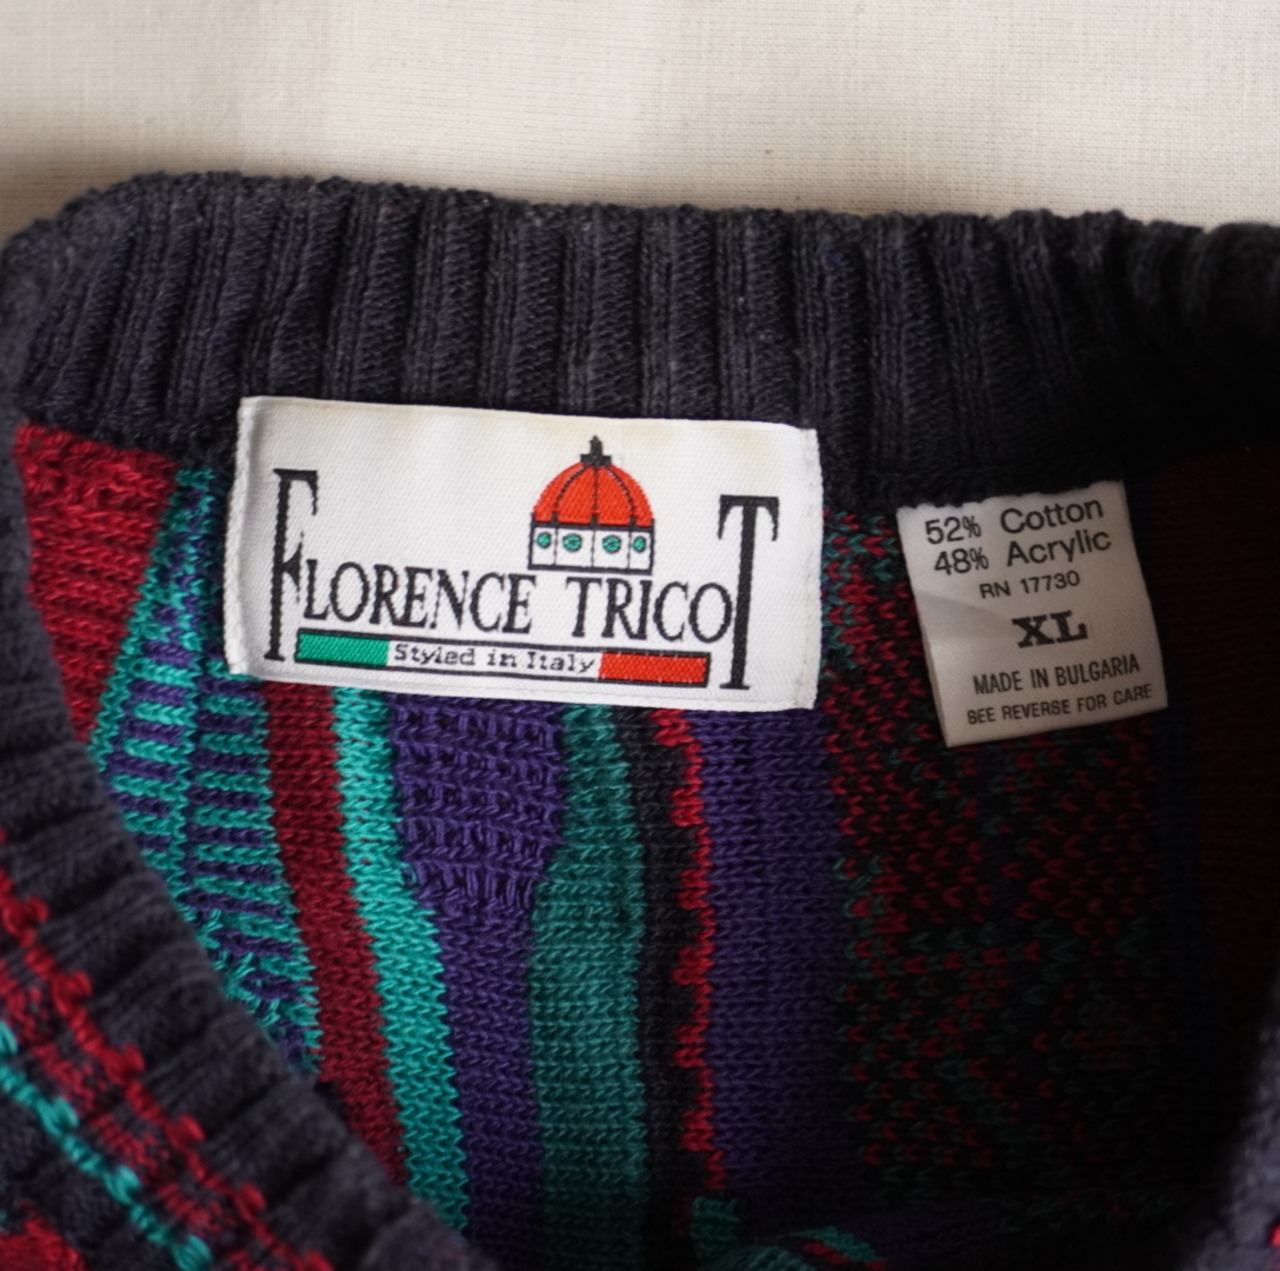 FLORENCE TRICOT
Styled in Italy
52% Cotton
48% Acrylic
RN 17730
XL
MADE IN BULGARIA
SEE REVERSE FOR CARE